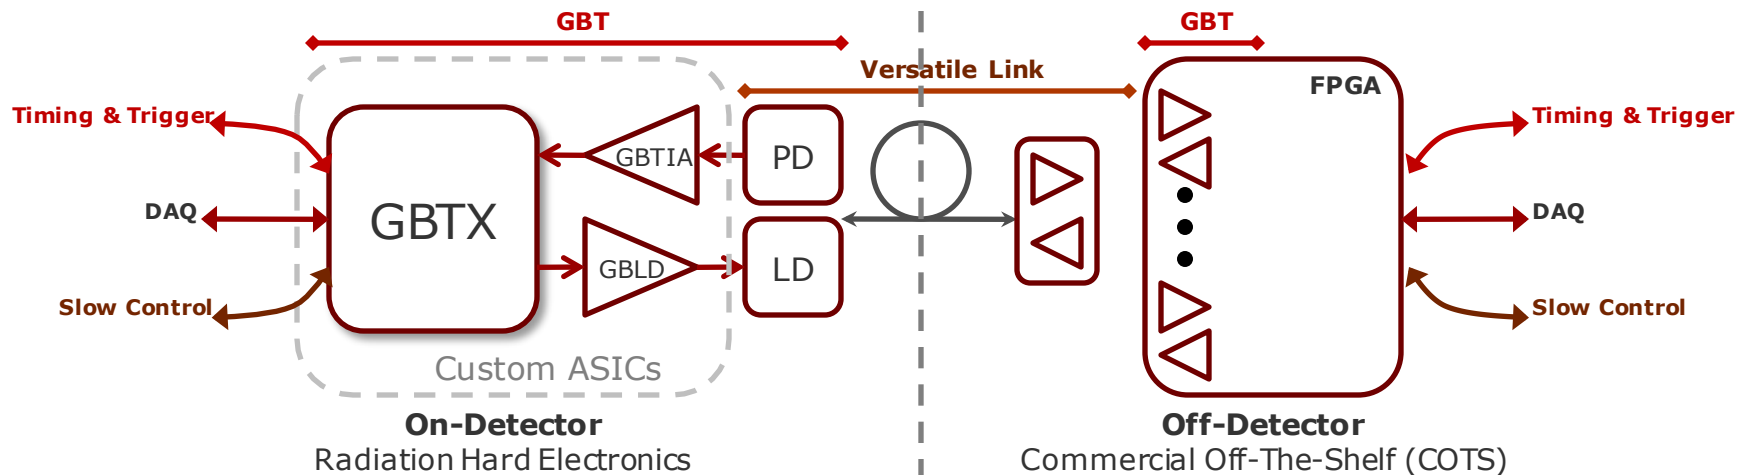 GBT
GBT
Versatile Link
FPGA
Timing & Trigger
DAQ
Slow Control
GBTX
GBTIA
GBLD
PD
LD
Timing & Trigger
DAQ
Slow Control
Custom ASICs
On-Detector
Radiation Hard Electronics
Off-Detector
Commercial Off-The-Shelf (COTS)